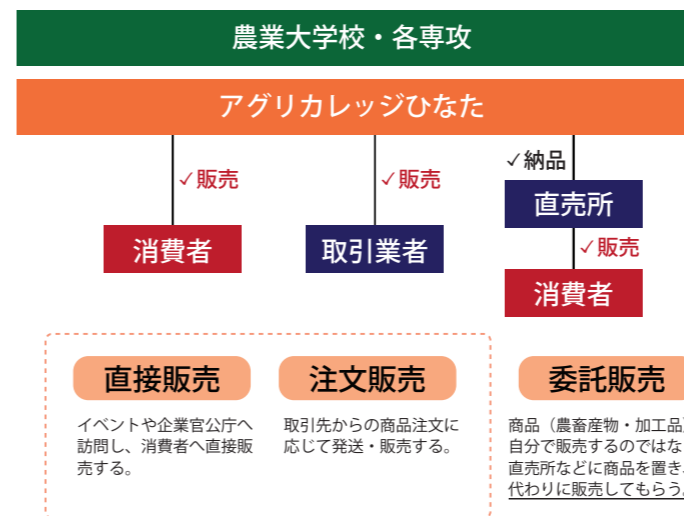 農業大学校・各専攻
アグリカレッジひなた
✓販売
✓販売
✓納品
直売所
✓販売
消費者
取引業者
消費者
直接販売
注文販売
委託販売
イベントや企業官公庁へ
訪問し、消費者へ直接販
売する。
取引先からの商品注文に
応じて発送・販売する。
商品（農畜産物・加工品）
自分で販売するのではな
直売所などに商品を置き、
代わりに販売してもらう。